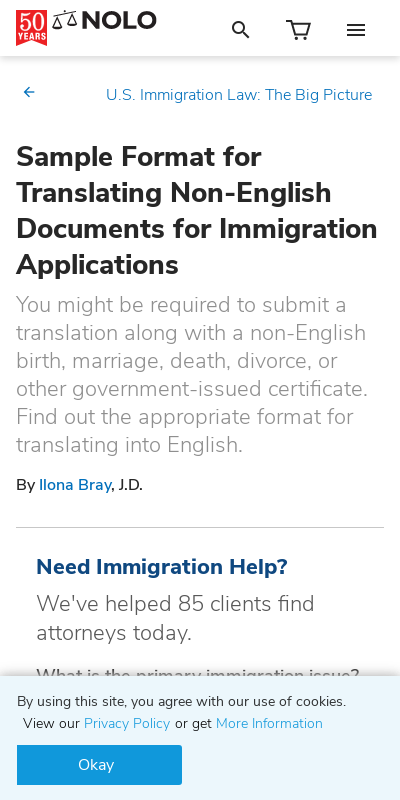 50
YEARS
NOLO
U.S. Immigration Law: The Big Picture
Sample Format for
Translating Non-English
Documents for Immigration
Applications
You might be required to submit a
translation along with a non-English
birth, marriage, death, divorce, or
other government-issued certificate.
Find out the appropriate format for
translating into English.
By Ilona Bray, J.D.
Need Immigration Help?
We've helped 85 clients find
attorneys today.
What is the primary immigration issue?
By using this site, you agree with our use of cookies.
View our Privacy Policy or get More Information
Okay